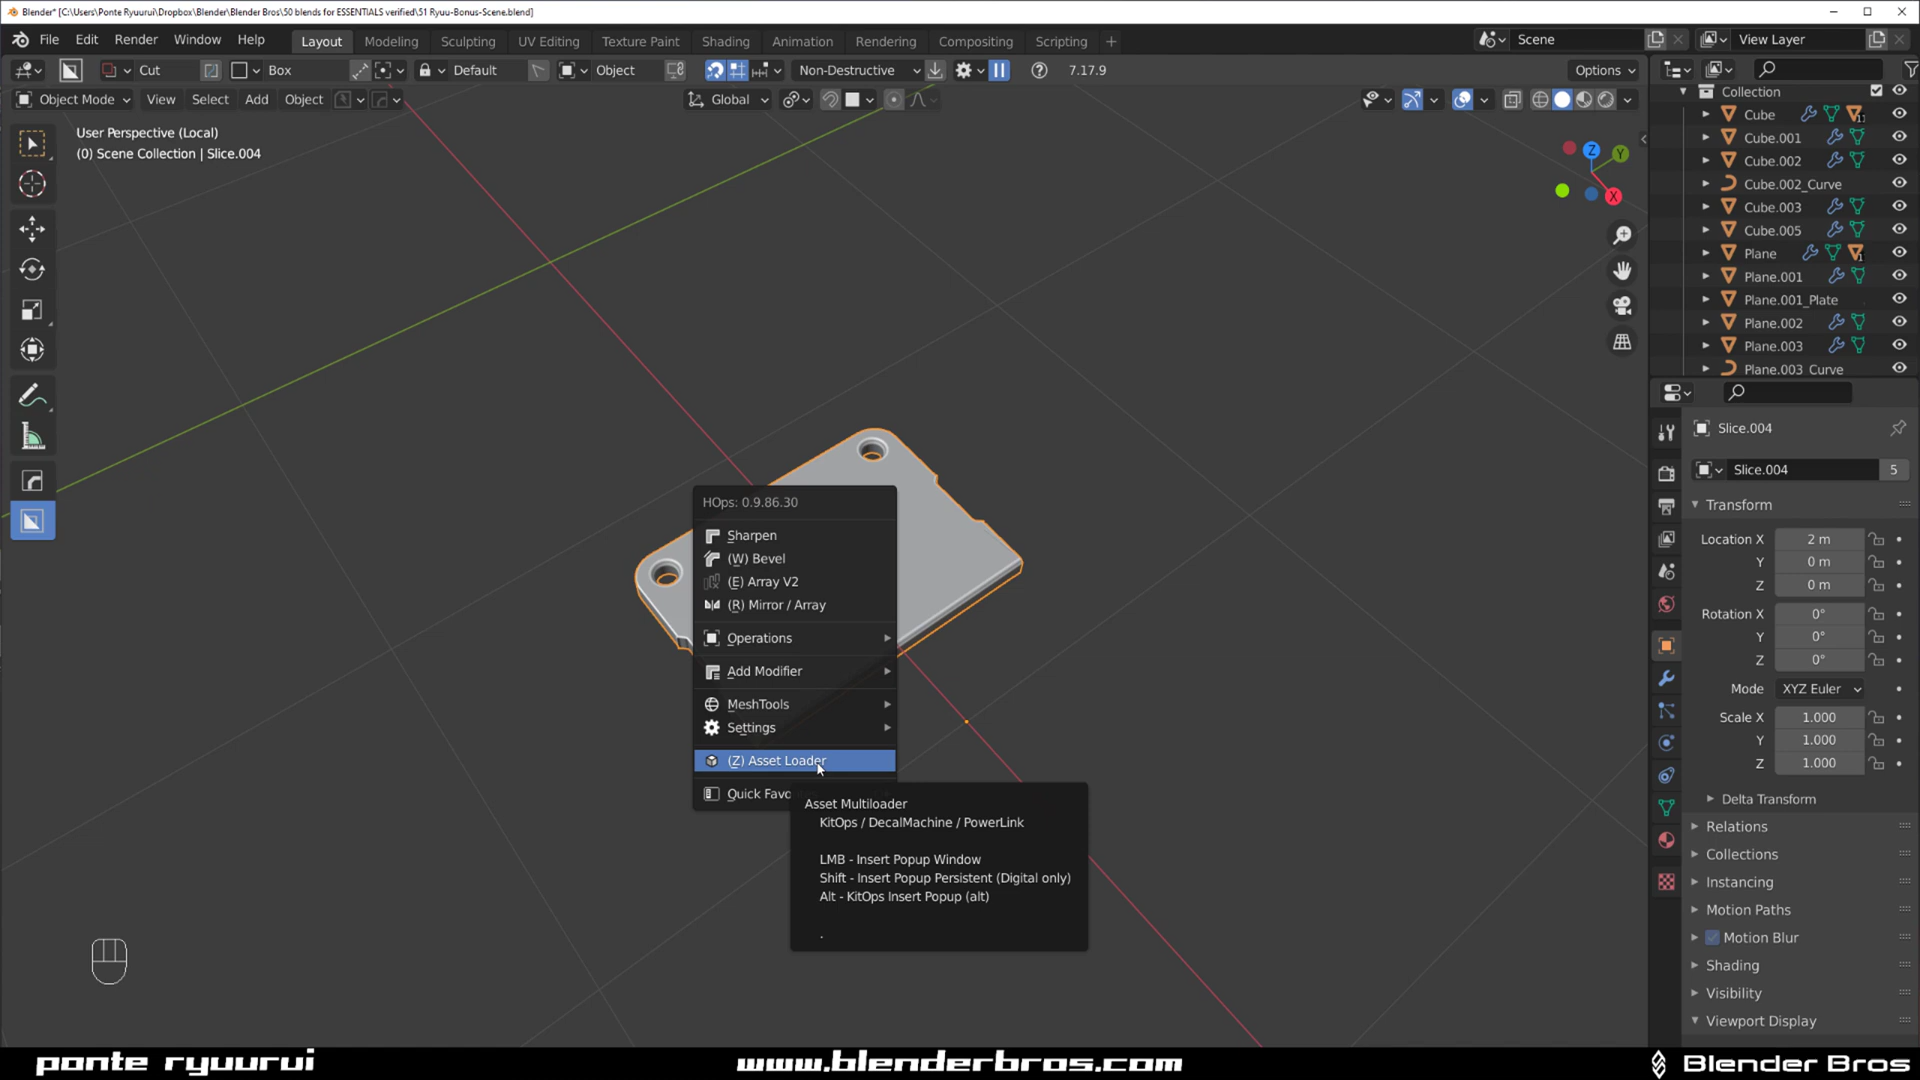 Blender* [C:\Users\Ponte Ryuurui\Dropbox\Blender\Blender Bros\50 blends for ESSENTIALS verified\51 Ryuu-Bonus-Scene.blend]
File Edit Render Window Help Layout Modeling Sculpting UV Editing Texture Paint Shading Animation Rendering Compositing Scripting + Scene View Layer
Cut Box Default Object Non-Destructive 7.17.9 Options
Object Mode View Select Add Object Global
User Perspective (Local)
(0) Scene Collection | Slice.004
Z
Y
X
Collection
Cube
Cube.001
Cube.002
Cube.002_Curve
Cube.003
Cube.005
Plane
Plane.001
Plane.001_Plate
Plane.002
Plane.003
Plane.003_Curve
HOps: 0.9.86.30
Sharpen
(W) Bevel
(E) Array V2
(R) Mirror / Array
Operations
Add Modifier
MeshTools
Settings
(Z) Asset Loader
Quick Favo
Asset Multiloader
KitOps / DecalMachine / PowerLink
LMB - Insert Popup Window
Shift - Insert Popup Persistent (Digital only)
Alt - KitOps Insert Popup (alt)
.
Slice.004
Slice.004 5
Transform
Location X 2 m
Y 0 m
Z 0 m
Rotation X 0°
Y 0°
Z 0°
Mode XYZ Euler
Scale X 1.000
Y 1.000
Z 1.000
Delta Transform
Relations
Collections
Instancing
Motion Paths
Motion Blur
Shading
Visibility
Viewport Display
ponte ryuurui www.blenderbros.com Blender Bros